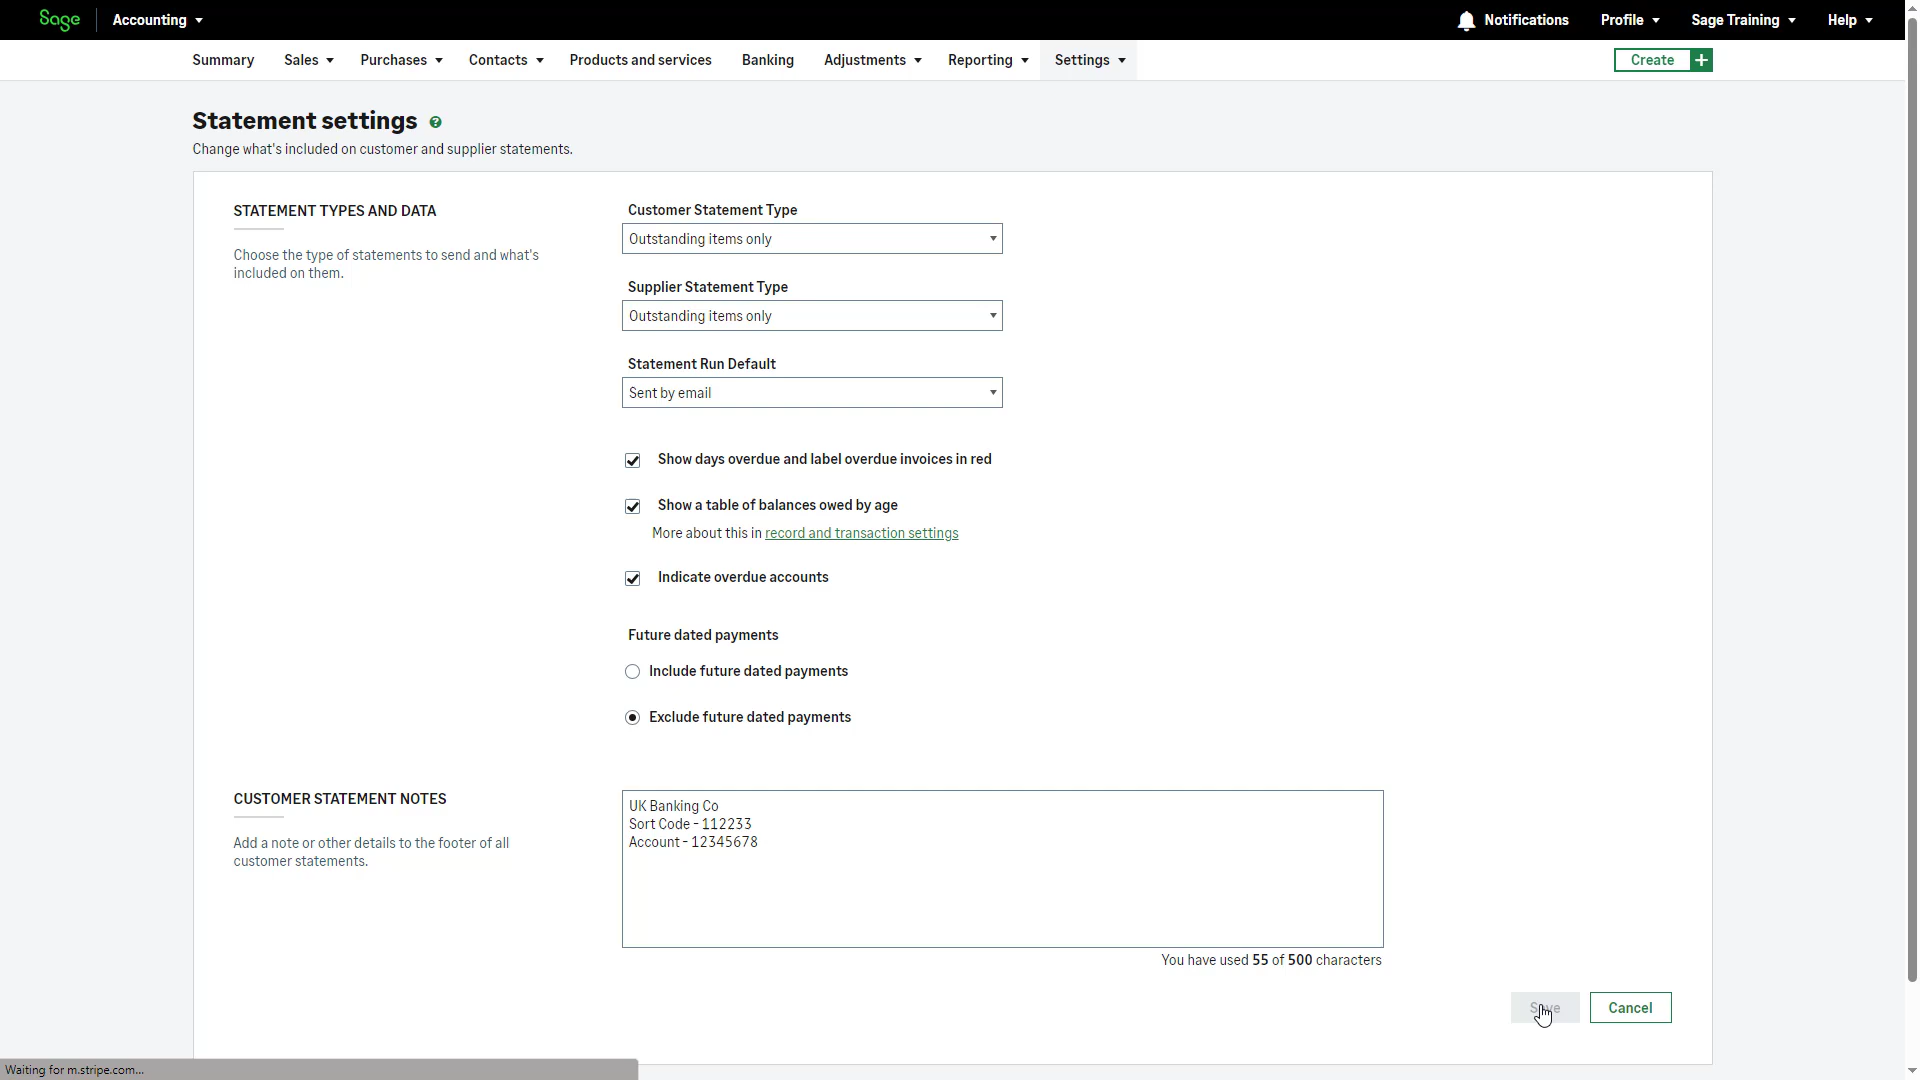 Sage Accounting Notifications Profile Sage Training Help
Summary Sales Purchases Contacts Products and services Banking Adjustments Reporting Settings Create +
Statement settings ?
Change what's included on customer and supplier statements.
STATEMENT TYPES AND DATA
Choose the type of statements to send and what's
included on them.
Customer Statement Type
Outstanding items only
Supplier Statement Type
Outstanding items only
Statement Run Default
Sent by email
Show days overdue and label overdue invoices in red
Show a table of balances owed by age
More about this in record and transaction settings
Indicate overdue accounts
Future dated payments
Include future dated payments
Exclude future dated payments
CUSTOMER STATEMENT NOTES
Add a note or other details to the footer of all
customer statements.
UK Banking Co
Sort Code - 112233
Account - 12345678
You have used 55 of 500 characters
Save Cancel
Waiting for m.stripe.com...